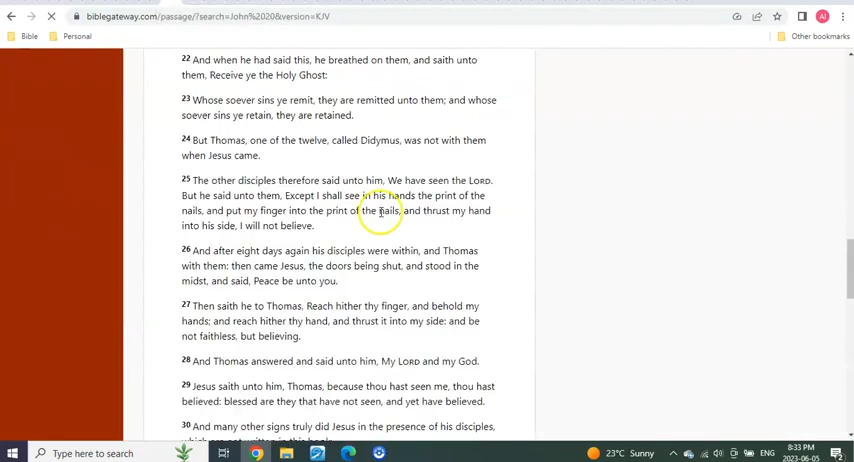 biblegateway.com/passage/?search=John%2020&version=KJV
AI
Bible Personal Other bookmarks
22 And when he had said this, he breathed on them, and saith unto
them, Receive ye the Holy Ghost:
23 Whose soever sins ye remit, they are remitted unto them; and whose
soever sins ye retain, they are retained.
24 But Thomas, one of the twelve, called Didymus, was not with them
when Jesus came.
25 The other disciples therefore said unto him, We have seen the LORD.
But he said unto them, Except I shall see in his hands the print of the
nails, and put my finger into the print of the nails, and thrust my hand
into his side, I will not believe.
26 And after eight days again his disciples were within, and Thomas
with them: then came Jesus, the doors being shut, and stood in the
midst, and said, Peace be unto you.
27 Then saith he to Thomas, Reach hither thy finger, and behold my
hands; and reach hither thy hand, and thrust it into my side: and be
not faithless, but believing.
28 And Thomas answered and said unto him, My LORD and my God.
29 Jesus saith unto him, Thomas, because thou hast seen me, thou hast
believed: blessed are they that have not seen, and yet have believed.
30 And many other signs truly did Jesus in the presence of his disciples,
which are not written in this book:
Type here to search 23°C Sunny ENG 8:33 PM
2023-06-05 2